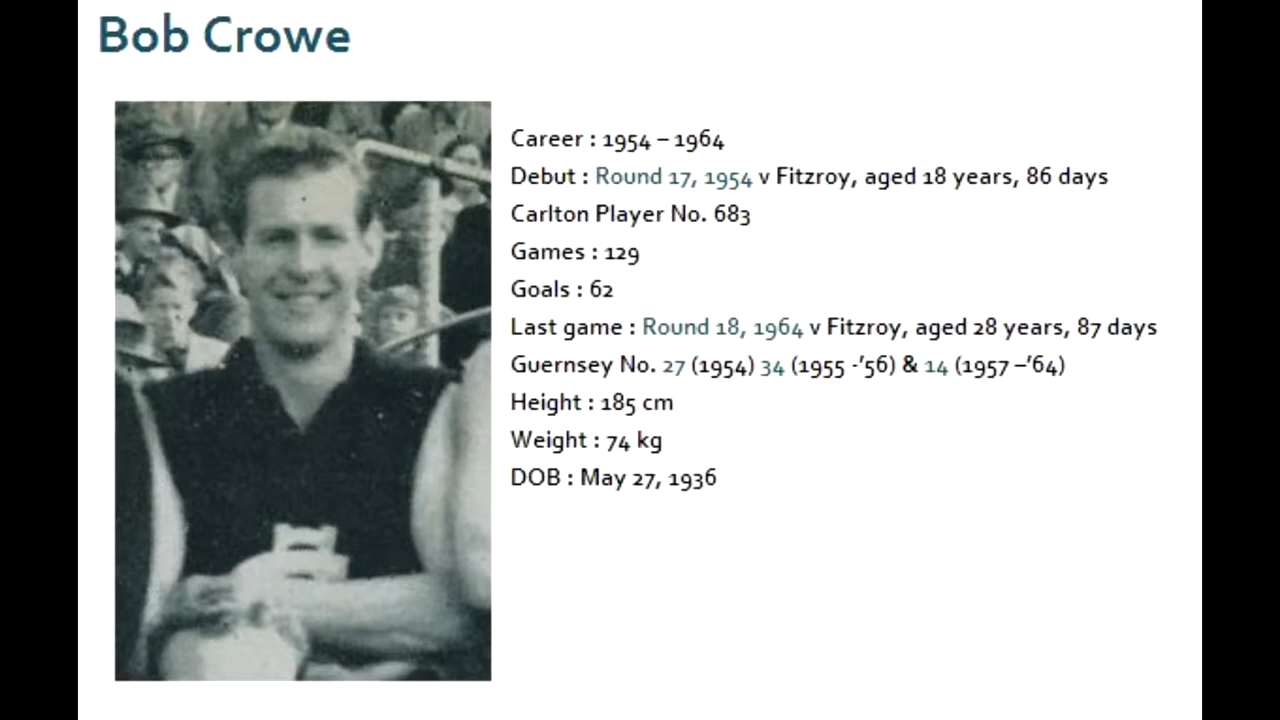 Bob Crowe
Career : 1954 – 1964
Debut : Round 17, 1954 v Fitzroy, aged 18 years, 86 days
Carlton Player No. 683
Games : 129
Goals : 62
Last game : Round 18, 1964 v Fitzroy, aged 28 years, 87 days
Guernsey No. 27 (1954) 34 (1955 -'56) & 14 (1957 –'64)
Height : 185 cm
Weight : 74 kg
DOB : May 27, 1936